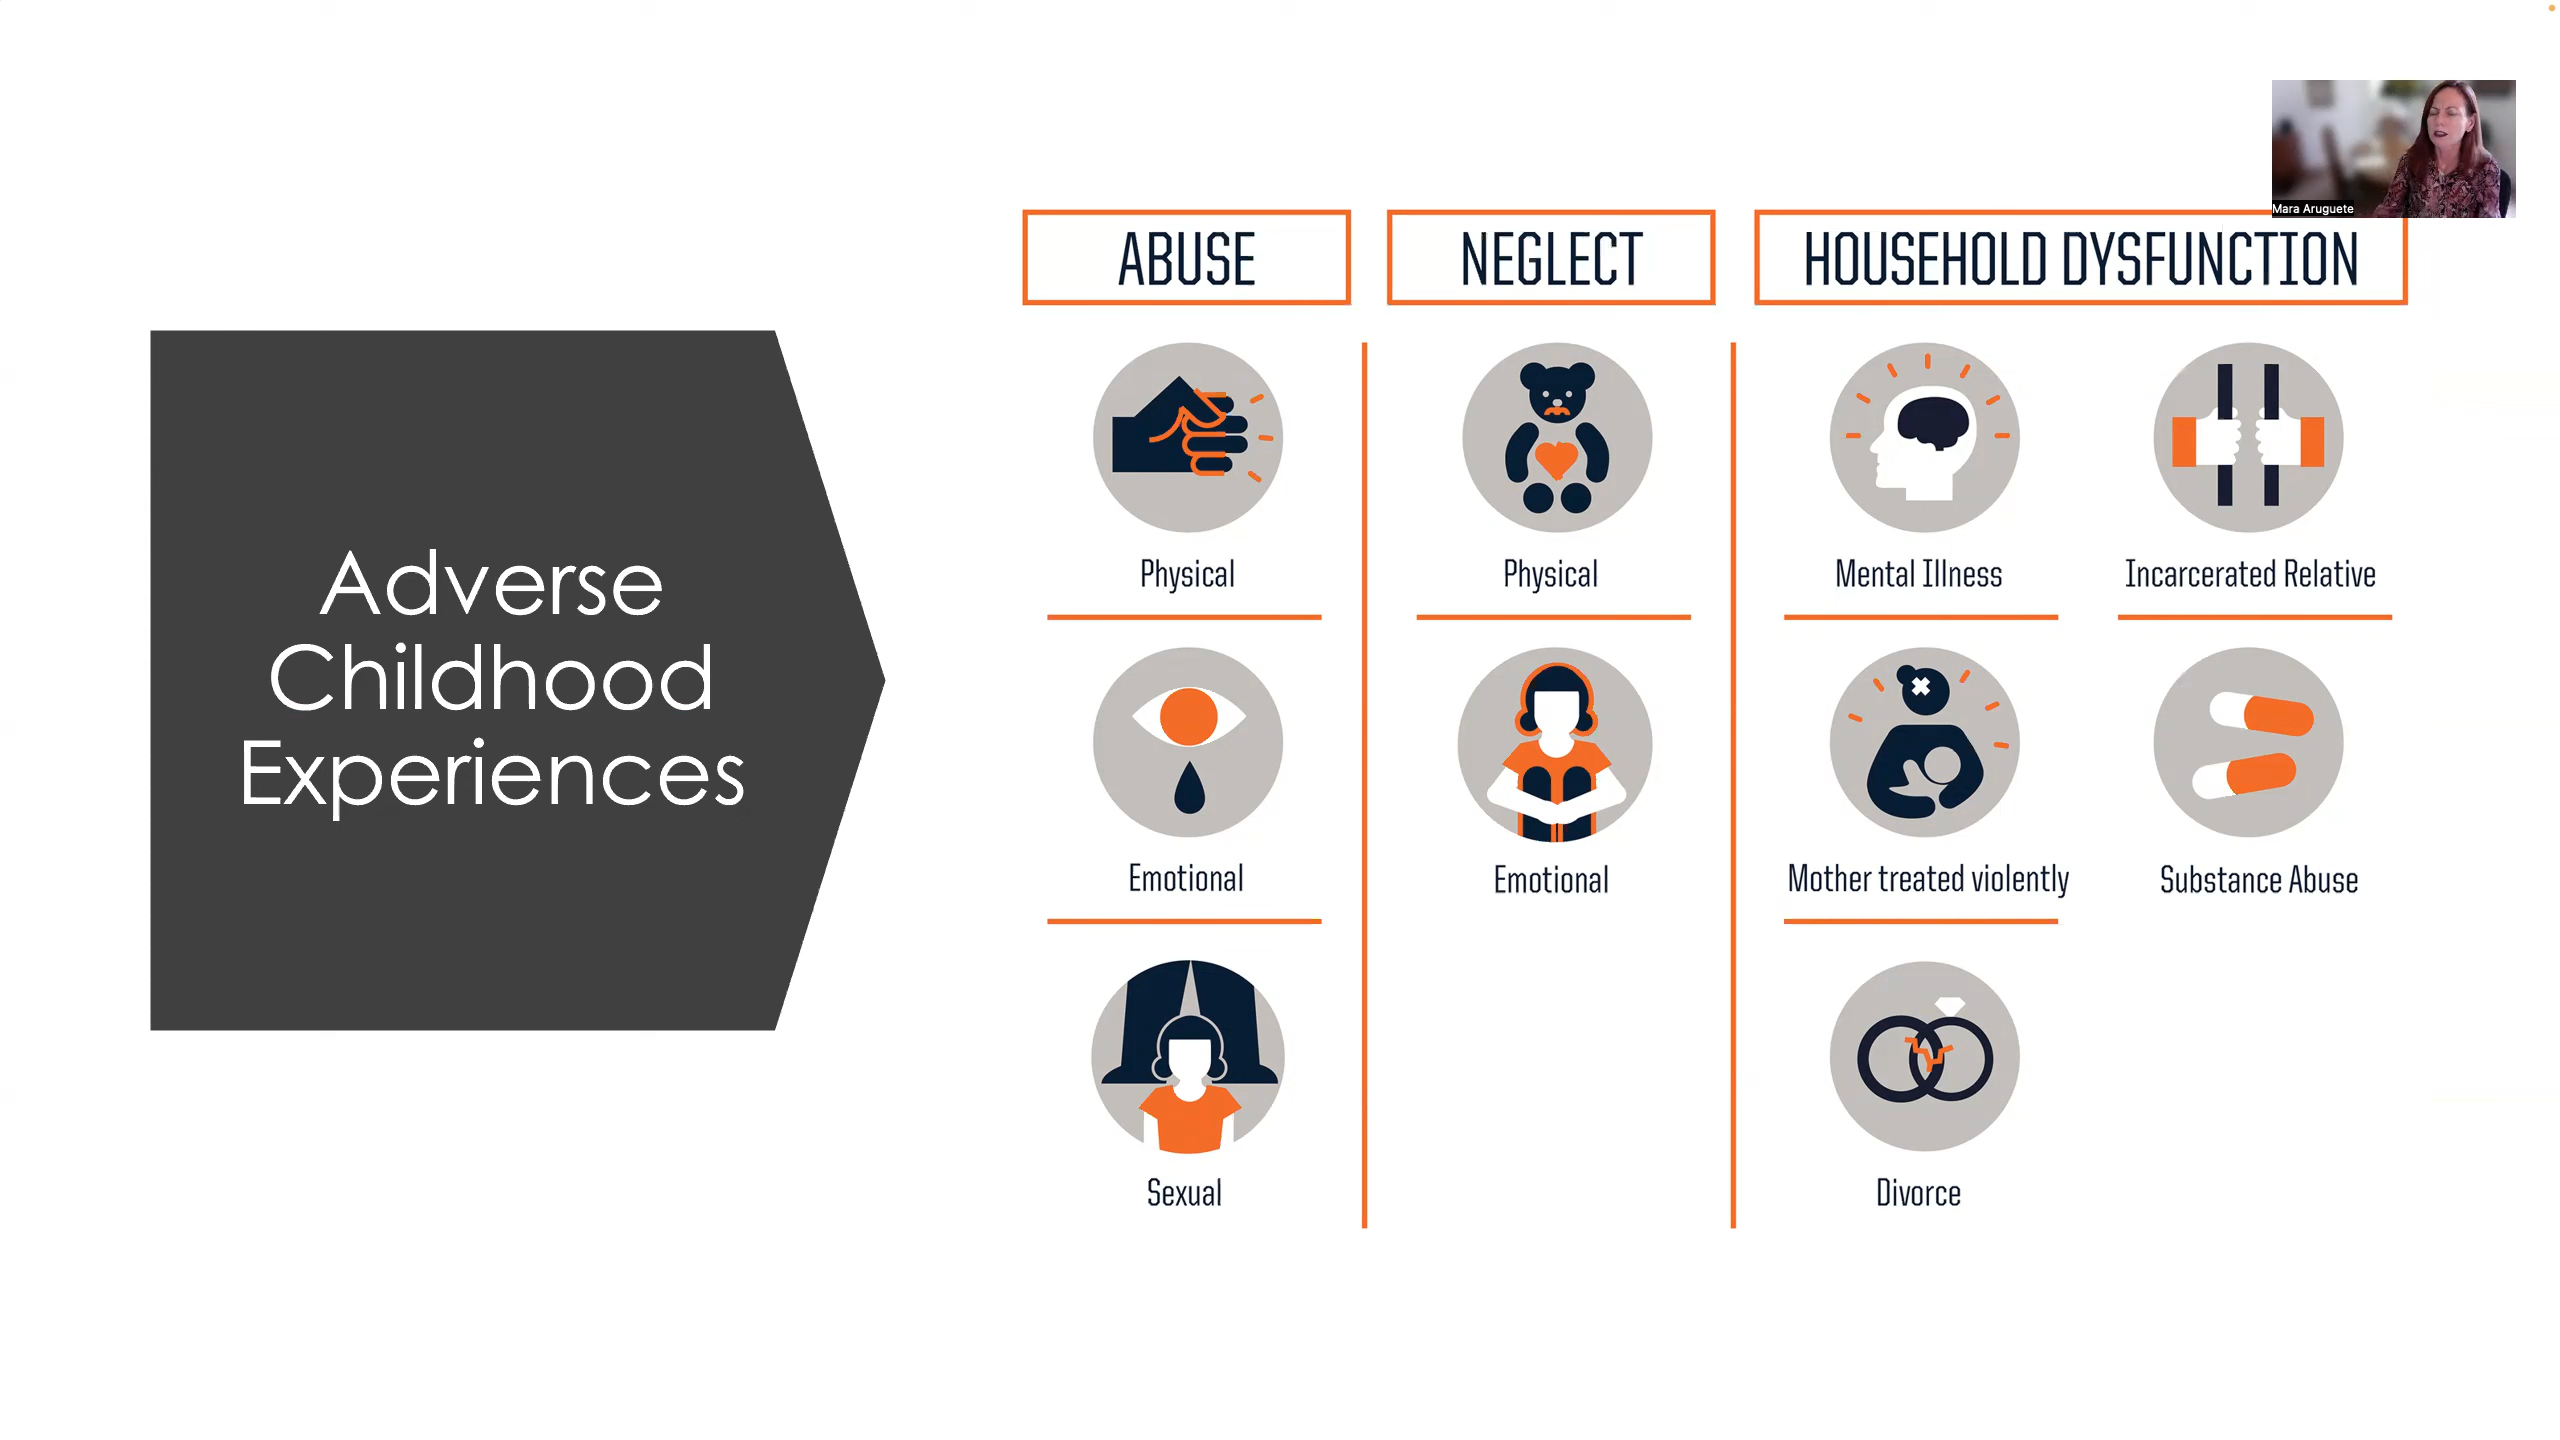 Mara Aruguete
Adverse
Childhood
Experiences
ABUSE
Physical
Emotional
Sexual
NEGLECT
Physical
Emotional
HOUSEHOLD DYSFUNCTION
Mental Illness
Incarcerated Relative
Mother treated violently
Substance Abuse
Divorce